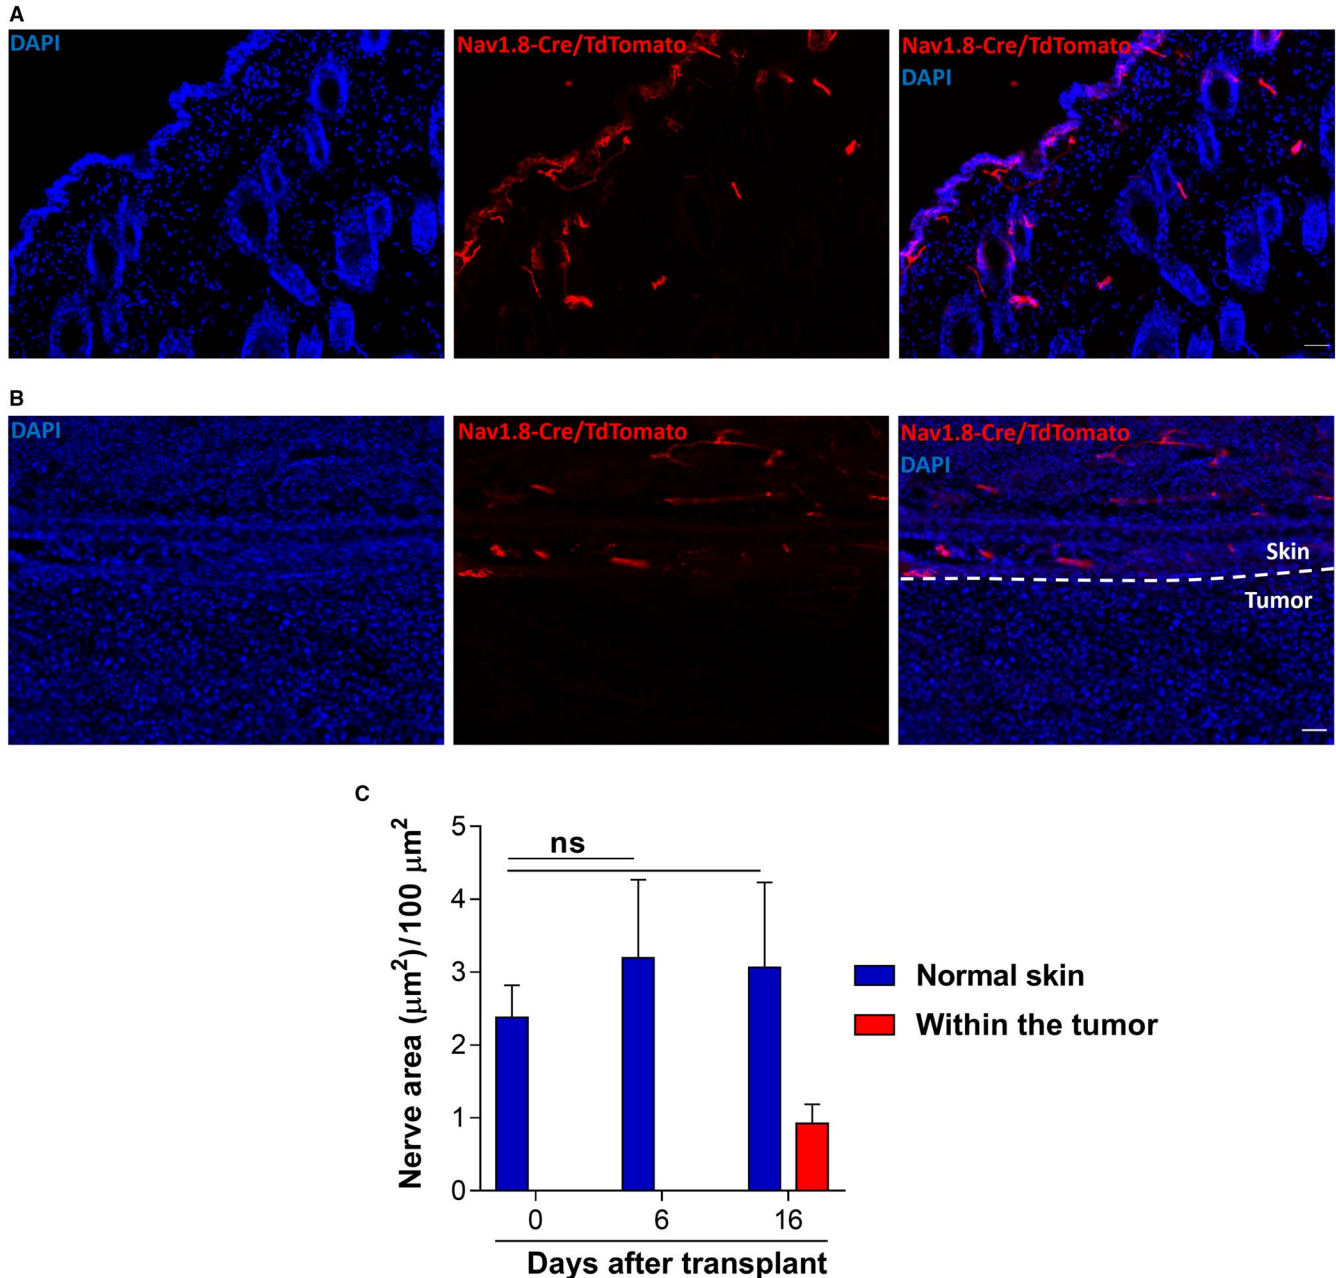 A
DAPI
Nav1.8-Cre/TdTomato
Nav1.8-Cre/TdTomato
DAPI
B
DAPI
Nav1.8-Cre/TdTomato
Nav1.8-Cre/TdTomato
DAPI
Skin
Tumor
C
Nerve area (μm²)/100 μm²
5
4
3
2
1
0
ns
0 6 16
Days after transplant
Normal skin
Within the tumor